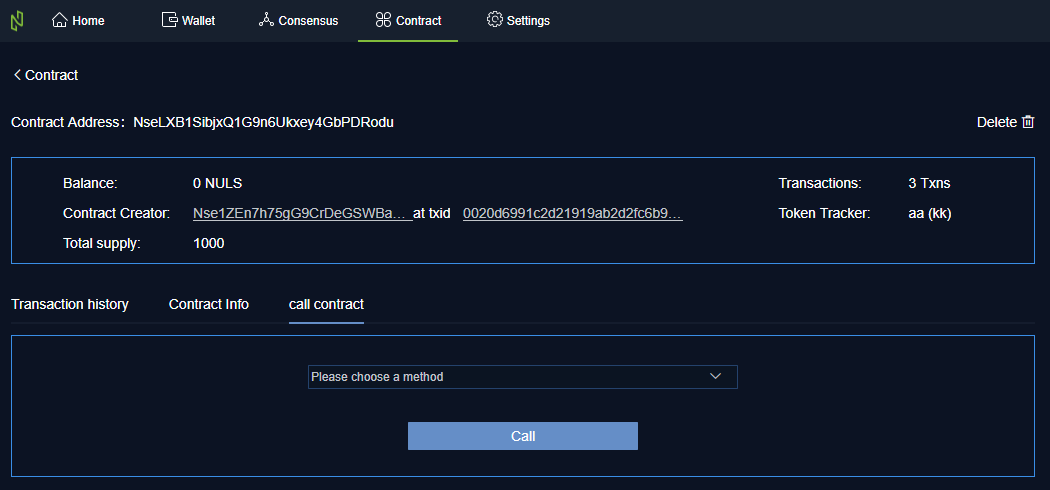 Home Wallet Consensus Contract Settings
Contract
Contract Address: NseLXB1SibjxQ1G9n6Ukxey4GbPDRodu Delete
Balance: 0 NULS Transactions: 3 Txns
Contract Creator: Nse1ZEn7h75gG9CrDeGSWBa... at txid 0020d6991c2d21919ab2d2fc6b9... Token Tracker: aa (kk)
Total supply: 1000
Transaction history Contract Info call contract
Please choose a method
Call